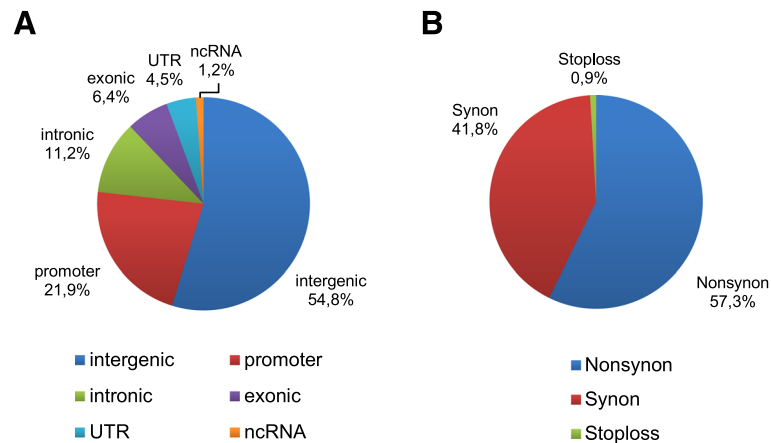 A
ncRNA
1,2%
UTR
4,5%
exonic
6,4%
intronic
11,2%
promoter
21,9%
intergenic
54,8%
intergenic
promoter
intronic
exonic
UTR
ncRNA
B
Stoploss
0,9%
Synon
41,8%
Nonsynon
57,3%
Nonsynon
Synon
Stoploss